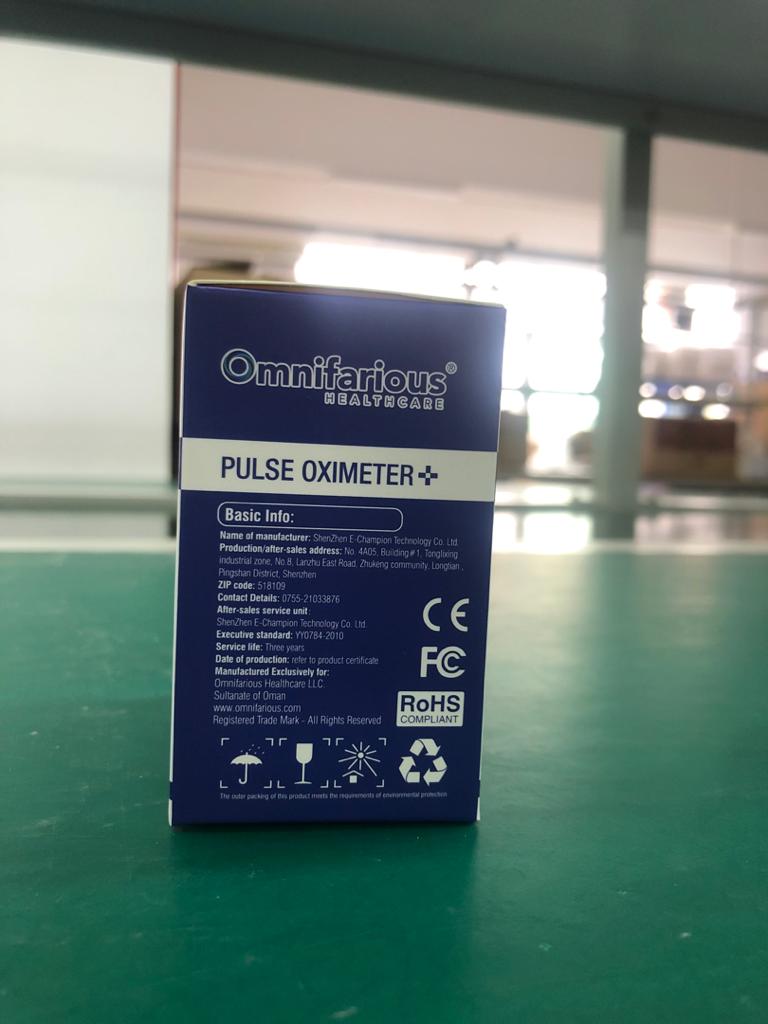 Omnifarious®
HEALTHCARE
PULSE OXIMETER
Basic Info:
Name of manufacturer: ShenZhen E-Champion Technology Co. Ltd.
Production/after-sales address: No. 4A05, Building#1, Tonglixing
industrial zone, No.8, Lanzhu East Road, Zhukeng community, Longtian ,
Pingshan District, Shenzhen
ZIP code: 518109
Contact Details: 0755-21033876
After-sales service unit:
ShenZhen E-Champion Technology Co. Ltd.
Executive standard: YY0784-2010
Service life: Three years
Date of production: refer to product certificate
Manufactured Exclusively for:
Omnifarious Healthcare LLC.
Sultanate of Oman
www.omnifarious.com
Registered Trade Mark - All Rights Reserved
CE
FC
RoHS
COMPLIANT
The outer packing of this product meets the requirements of environmental protection